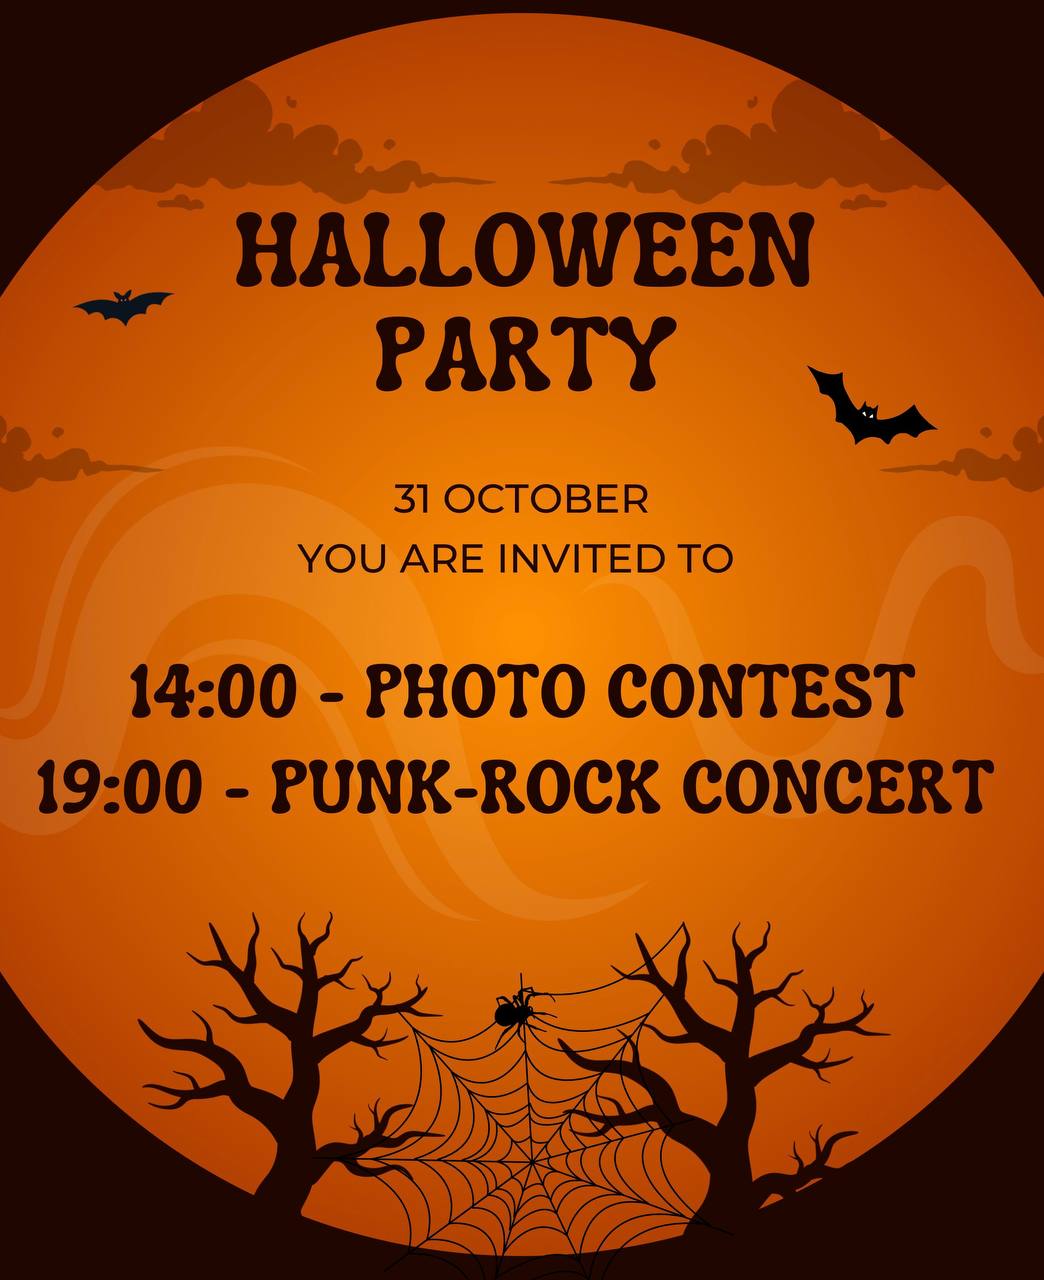 HALLOWEEN
PARTY
31 OCTOBER
YOU ARE INVITED TO
14:00 - PHOTO CONTEST
19:00 - PUNK-ROCK CONCERT